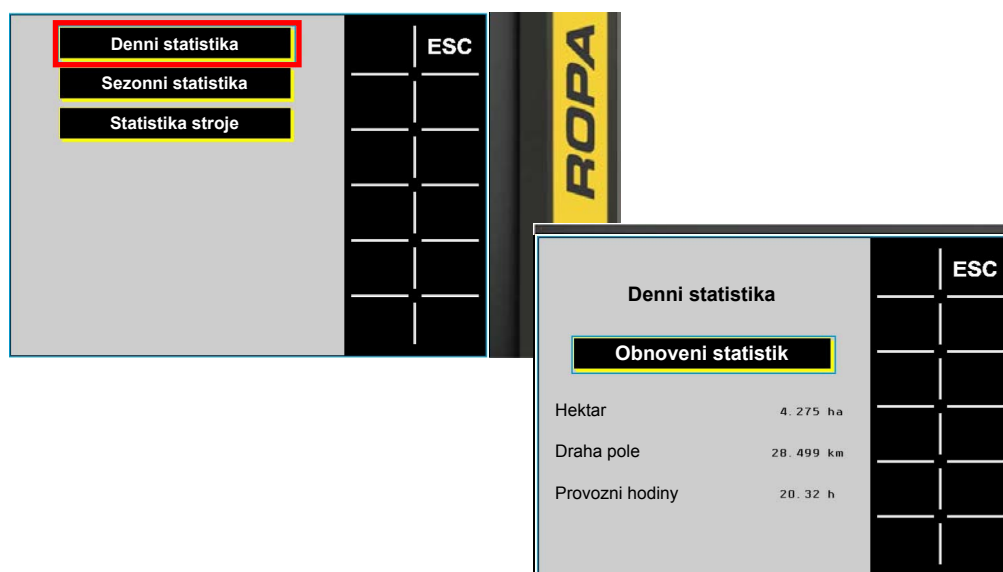 Denni statistika
ESC
Sezonni statistika
Statistika stroje
ROPA
ESC
Denni statistika
Obnoveni statistik
Hektar 4.275 ha
Draha pole 28.499 km
Provozni hodiny 20.32 h